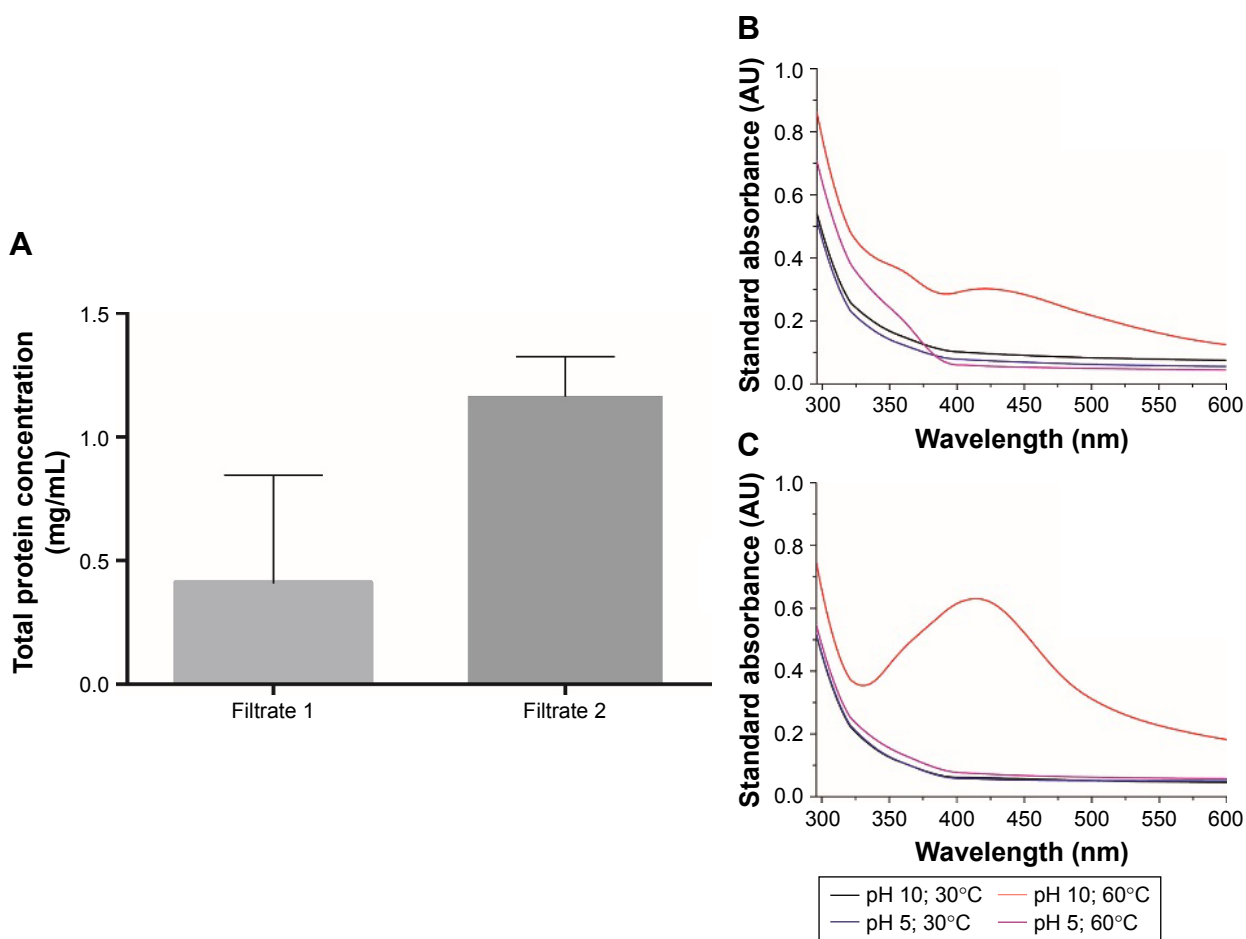 A
Total protein concentration
(mg/mL)
1.5
1.0
0.5
0.0
Filtrate 1
Filtrate 2
B
Standard absorbance (AU)
1.0
0.8
0.6
0.4
0.2
0.0
300 350 400 450 500 550 600
Wavelength (nm)
C
Standard absorbance (AU)
1.0
0.8
0.6
0.4
0.2
0.0
300 350 400 450 500 550 600
Wavelength (nm)
pH 10; 30°C pH 10; 60°C
pH 5; 30°C pH 5; 60°C